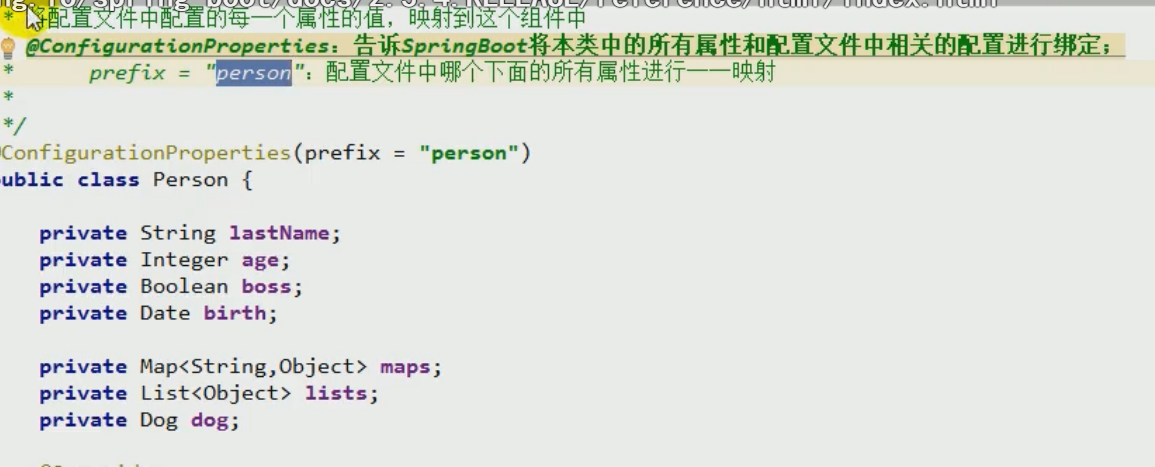 ng.io/spring-boot/docs/2.3.4.RELEASE/reference/html/index.html
* 将配置文件中配置的每一个属性的值，映射到这个组件中
@ConfigurationProperties：告诉SpringBoot将本类中的所有属性和配置文件中相关的配置进行绑定；
* prefix = "person"：配置文件中哪个下面的所有属性进行一一映射
*
*/
ConfigurationProperties(prefix = "person")
public class Person {
private String lastName;
private Integer age;
private Boolean boss;
private Date birth;
private Map<String,Object> maps;
private List<Object> lists;
private Dog dog;